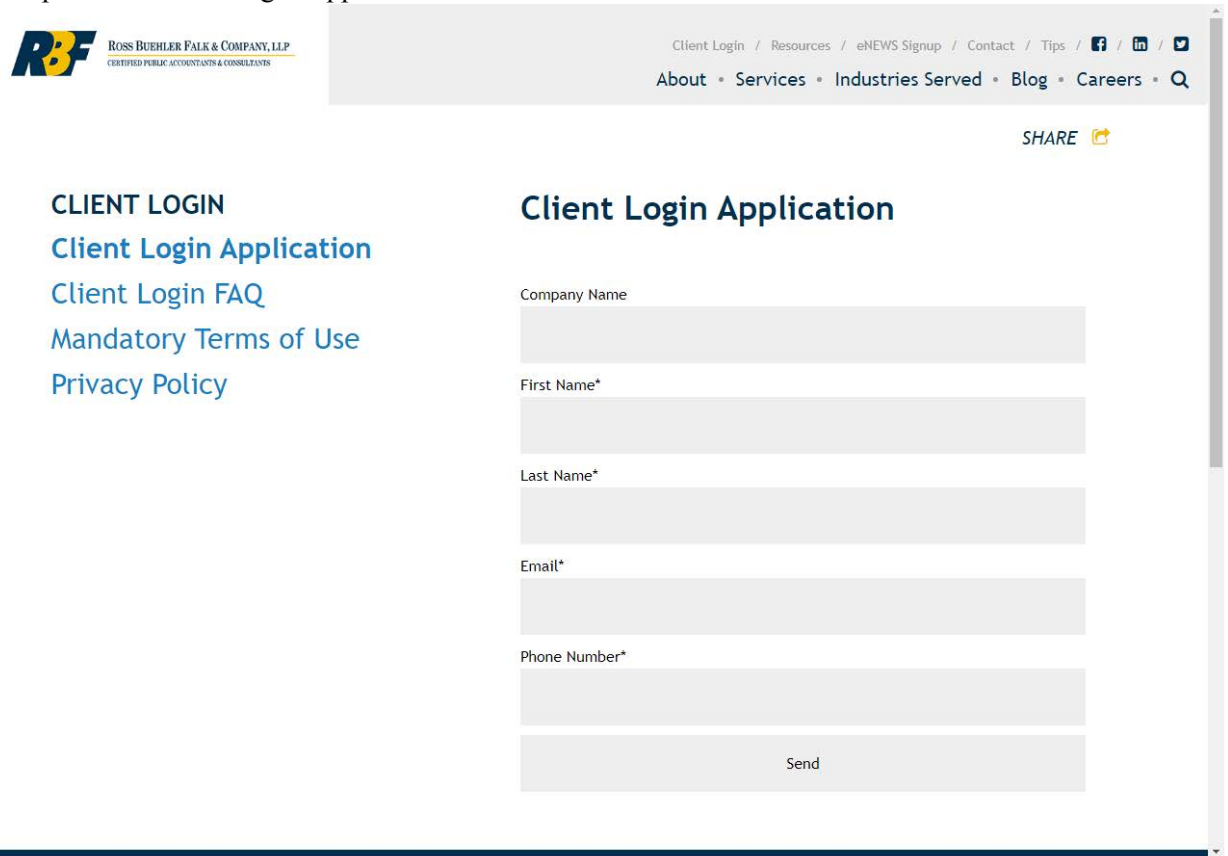 RBF
ROSS BUEHLER FALK & COMPANY, LLP
CERTIFIED PUBLIC ACCOUNTANTS & CONSULTANTS
Client Login / Resources / eNEWS Signup / Contact / Tips / / /
About • Services • Industries Served • Blog • Careers •
SHARE
CLIENT LOGIN
Client Login Application
Client Login FAQ
Mandatory Terms of Use
Privacy Policy
Client Login Application
Company Name
First Name*
Last Name*
Email*
Phone Number*
Send